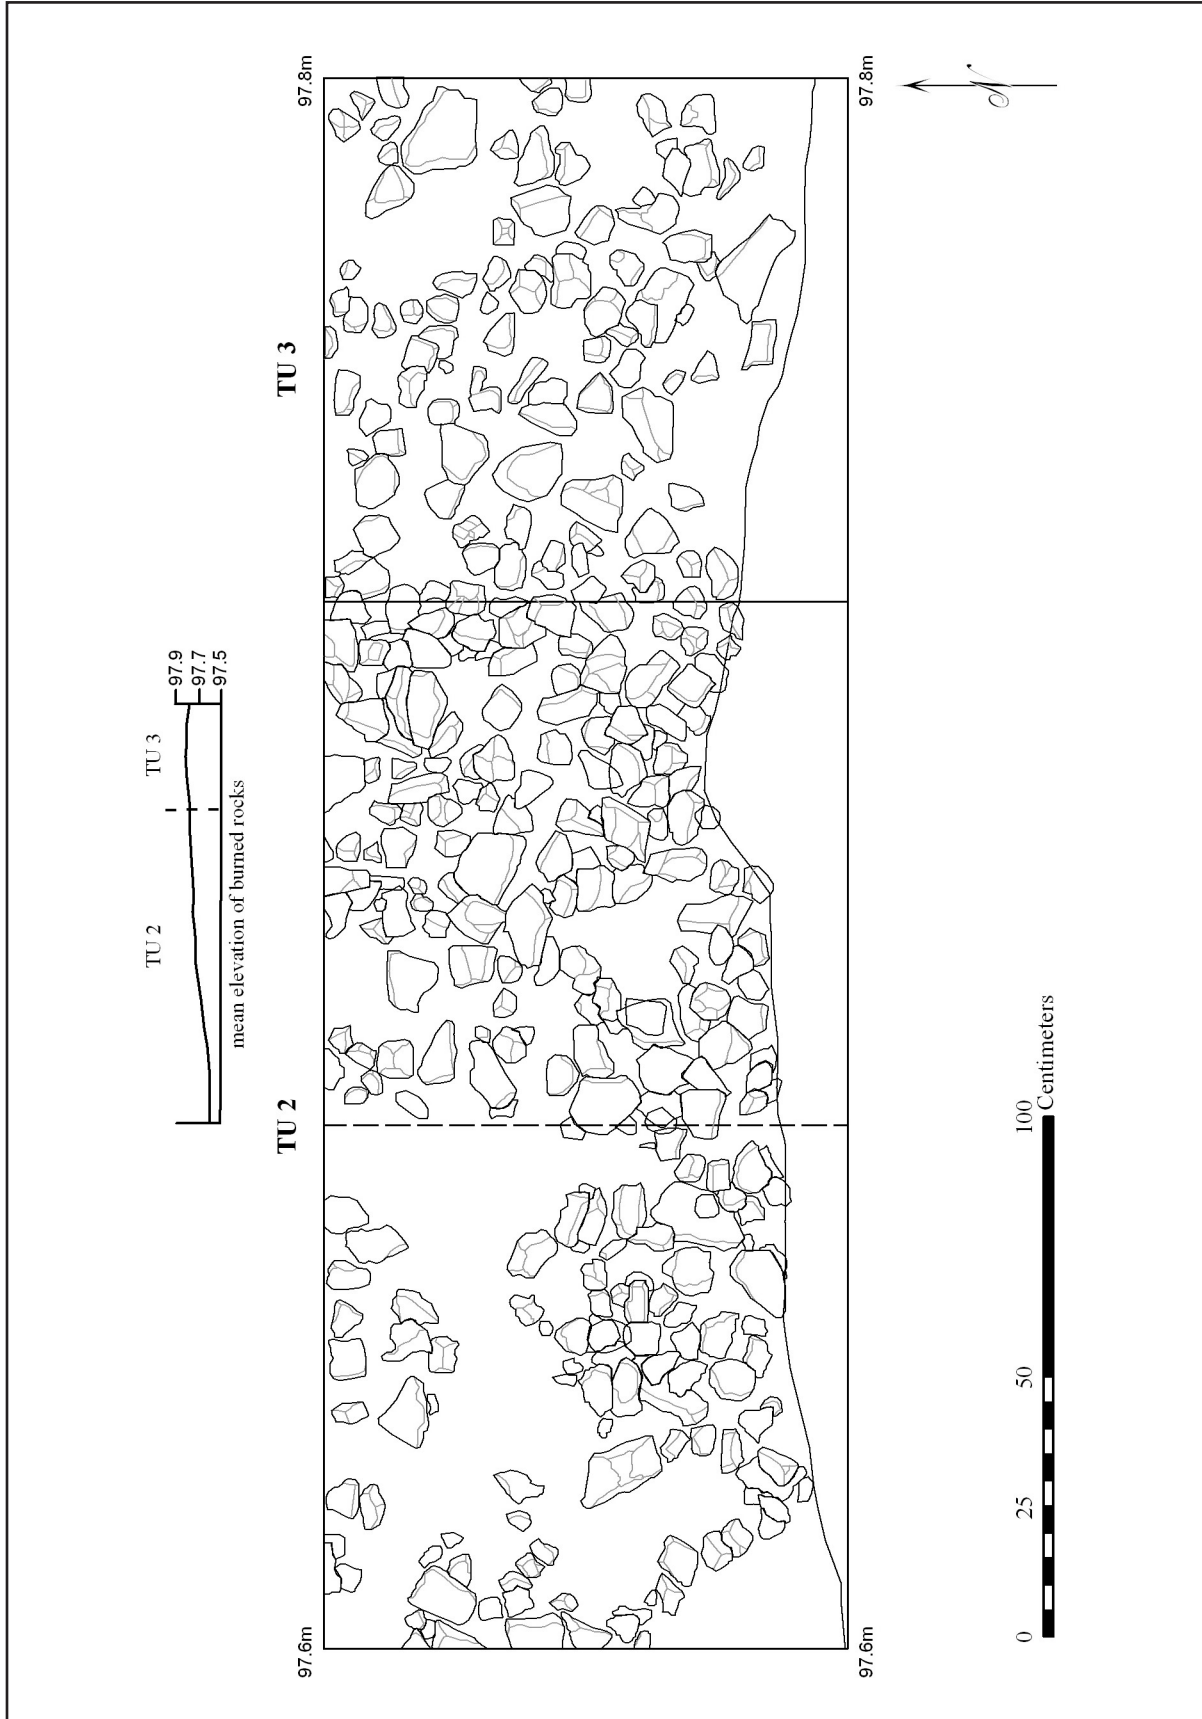 TU 2
TU 3
97.9
97.7
97.5
mean elevation of burned rocks
TU 2
TU 3
97.6m
97.8m
97.6m
97.8m
N
0
25
50
100
Centimeters